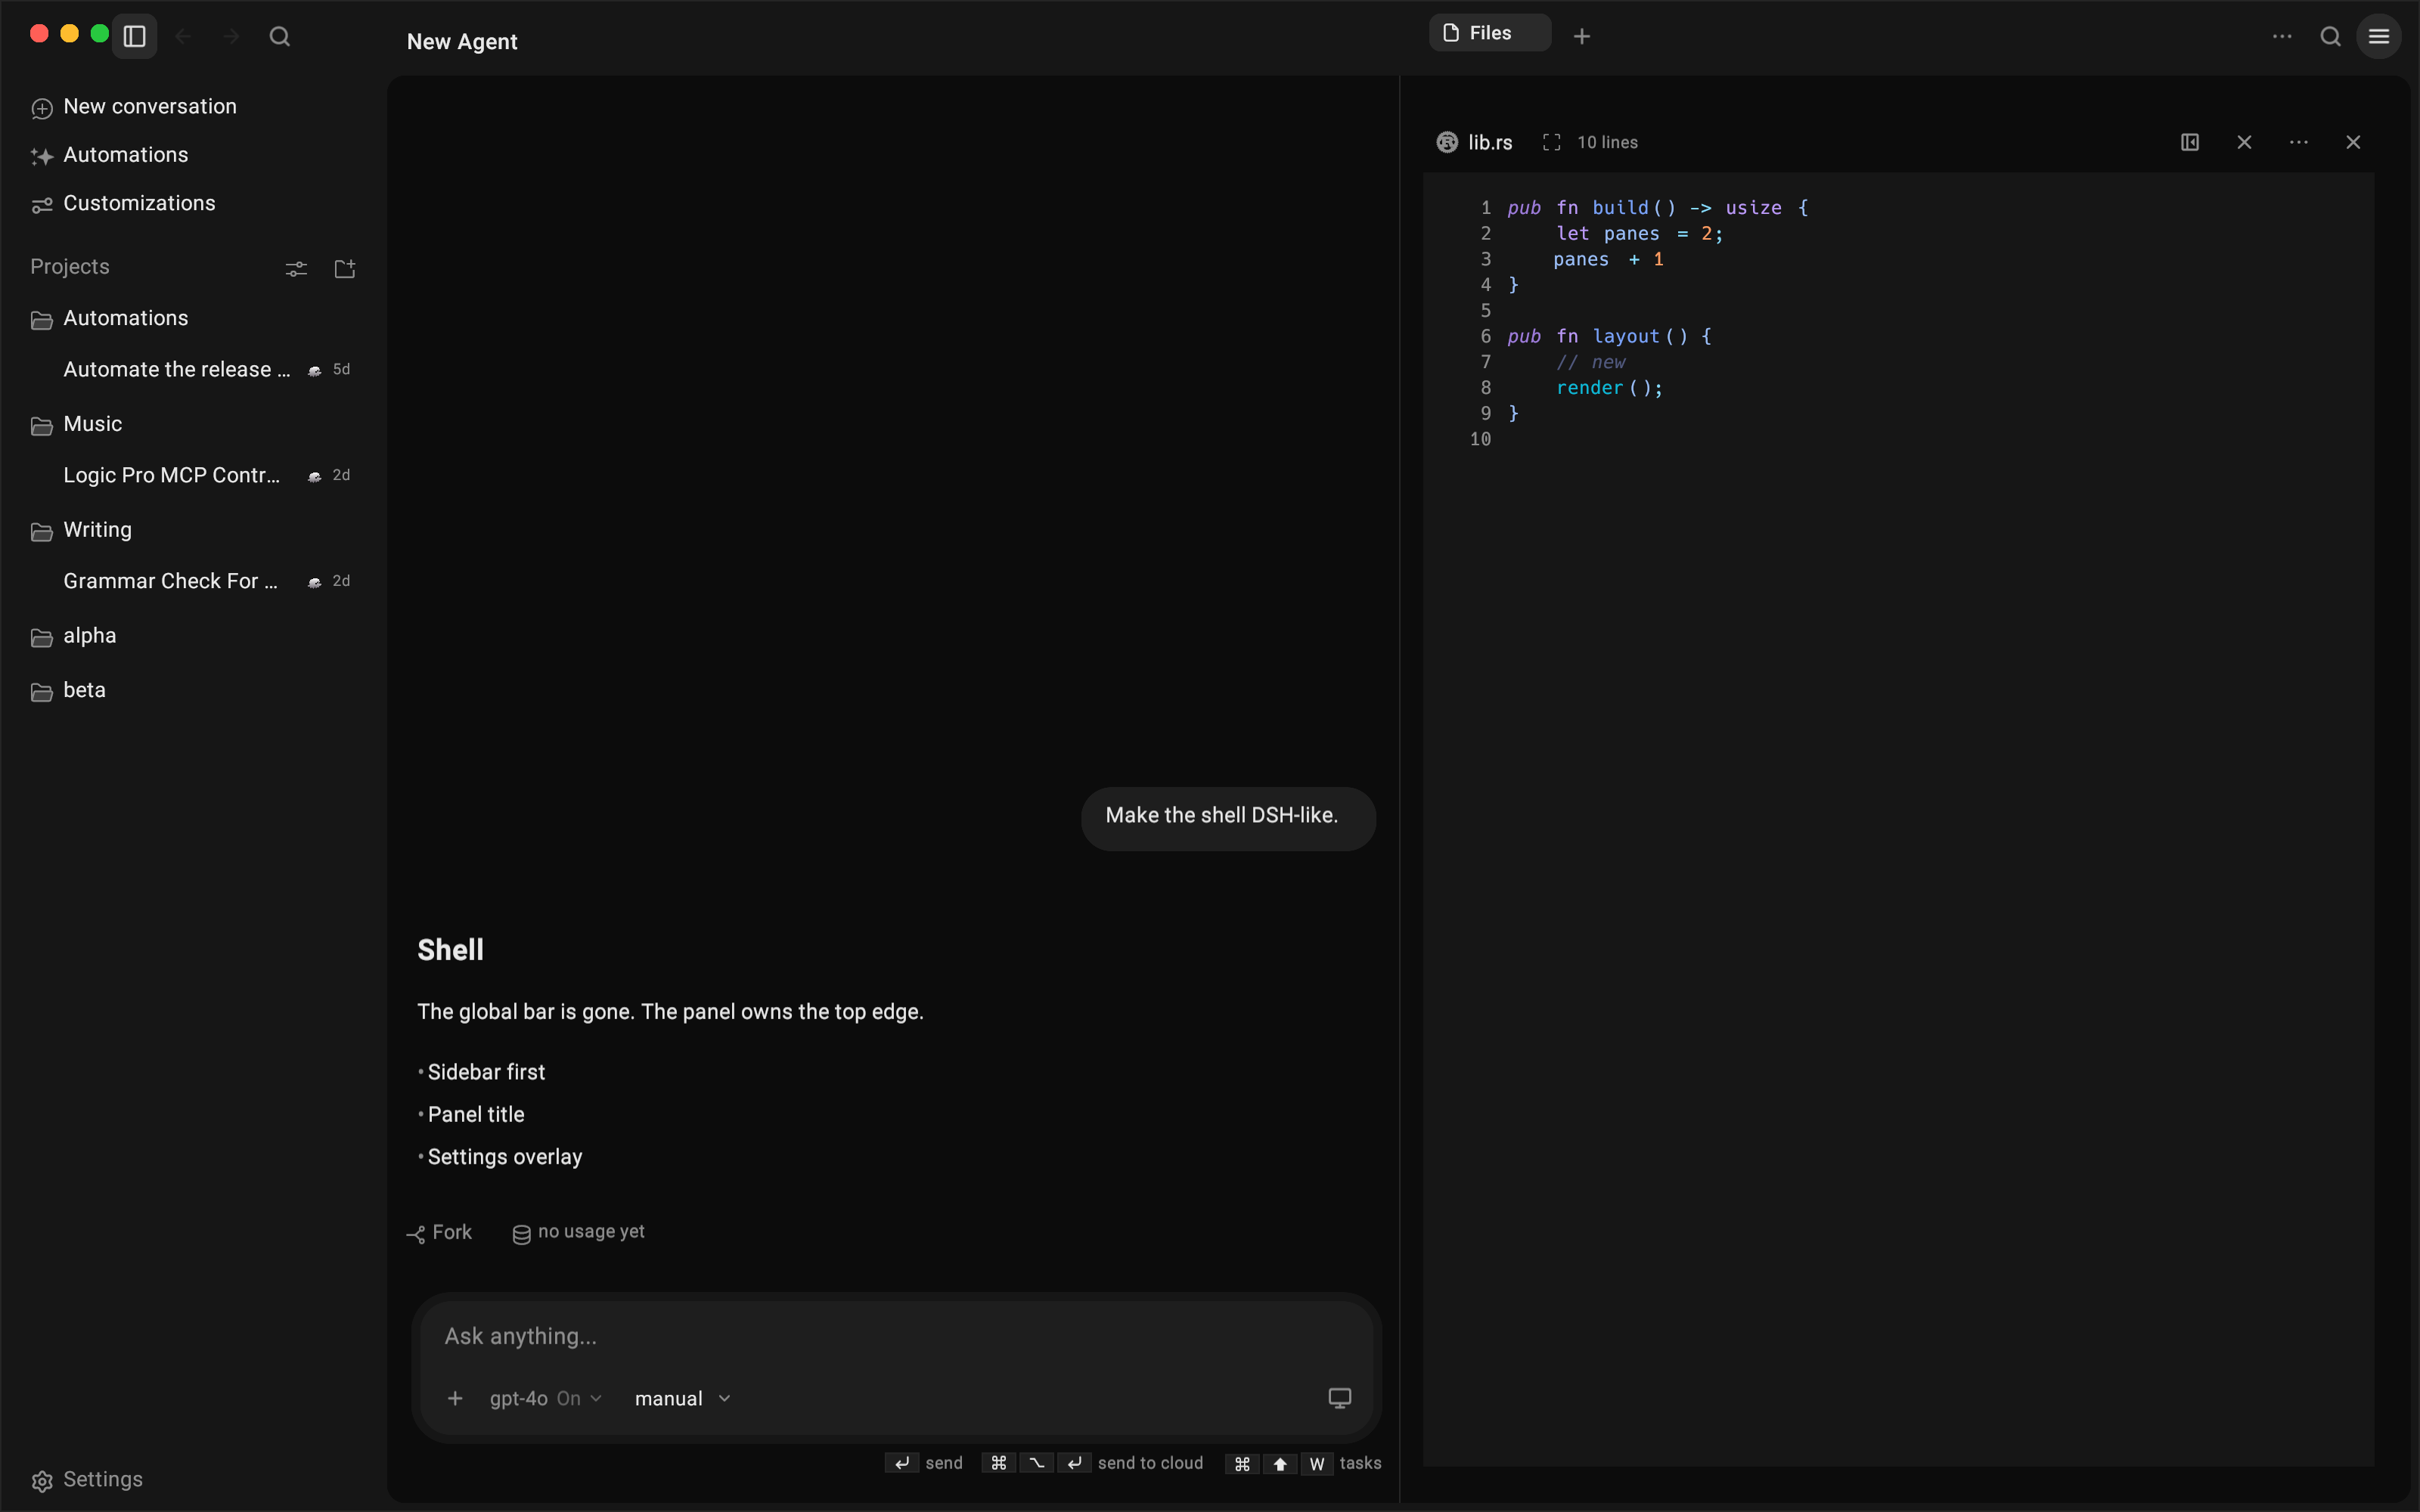 New Agent
Files
New conversation
Automations
Customizations
Projects
Automations
Automate the release ... 5d
Music
Logic Pro MCP Contr... 2d
Writing
Grammar Check For ... 2d
alpha
beta
Settings
Make the shell DSH-like.
Shell
The global bar is gone. The panel owns the top edge.
• Sidebar first
• Panel title
• Settings overlay
Fork no usage yet
Ask anything...
gpt-4o On manual
send ⌘ ⌥ send to cloud ⌘ W tasks
lib.rs 10 lines
1 pub fn build() -> usize {
2 let panes = 2;
3 panes + 1
4 }
5
6 pub fn layout() {
7 // new
8 render();
9 }
10